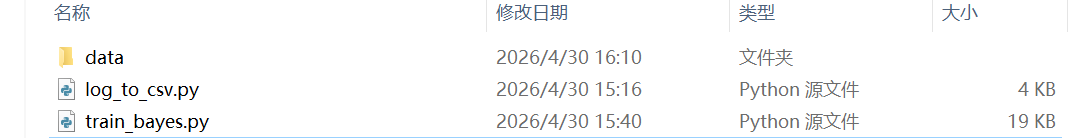 名称 修改日期 类型 大小
data 2026/4/30 16:10 文件夹
log_to_csv.py 2026/4/30 15:16 Python 源文件 4 KB
train_bayes.py 2026/4/30 15:40 Python 源文件 19 KB